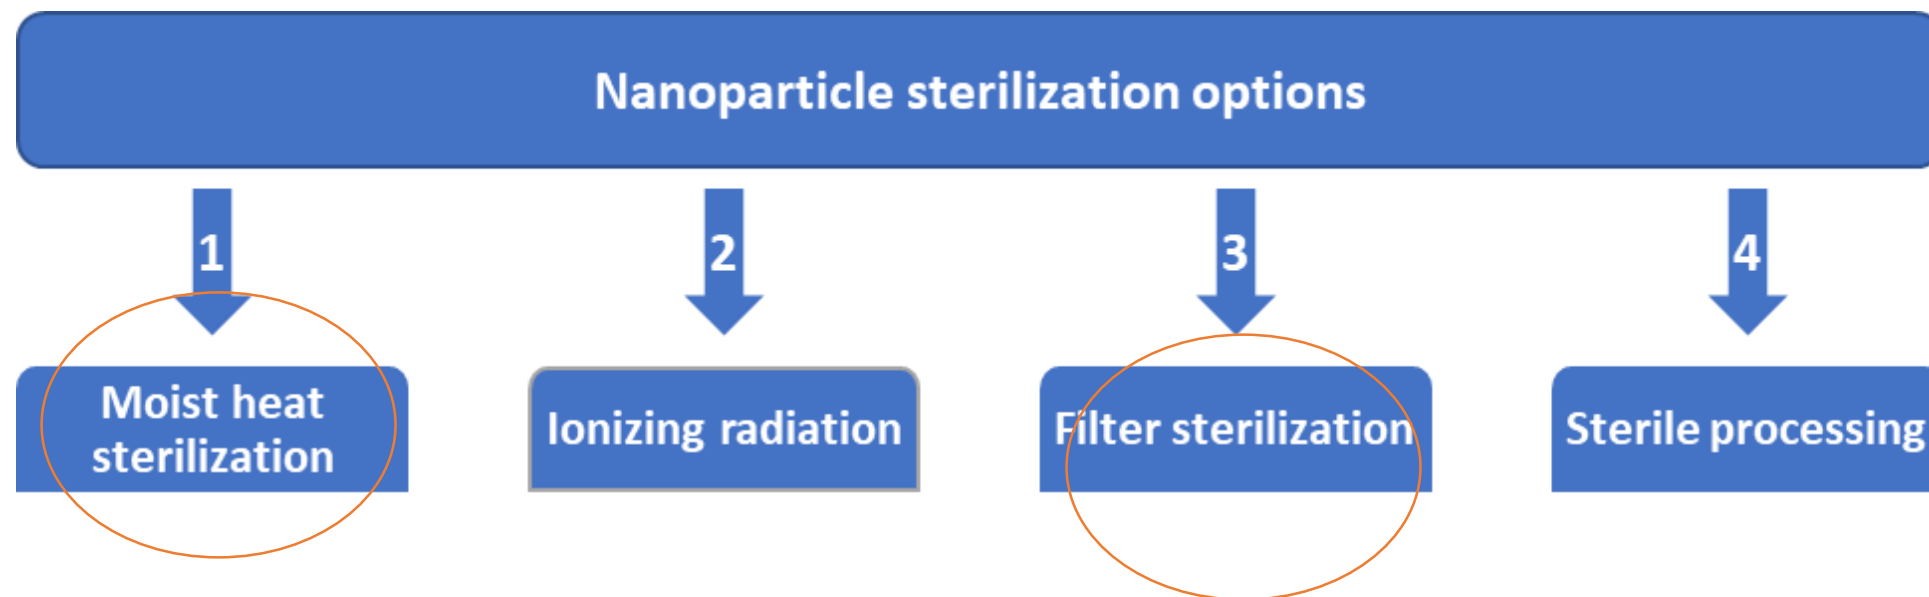 Nanoparticle sterilization options
1
2
3
4
Moist heat
sterilization
Ionizing radiation
Filter sterilization
Sterile processing